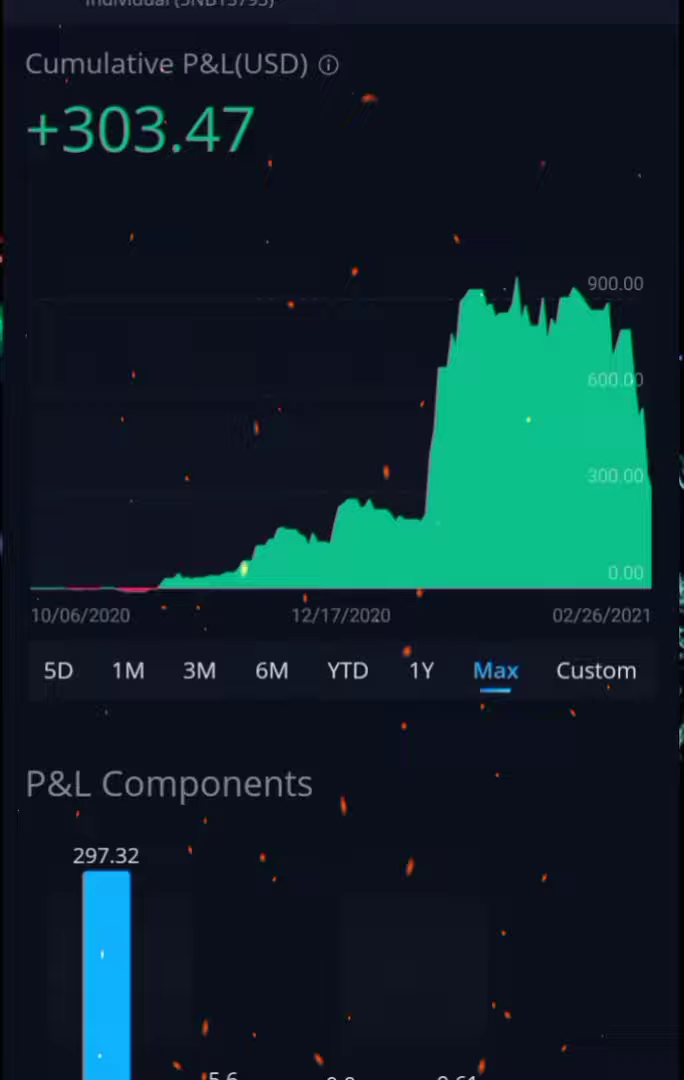 Cumulative P&L(USD)
+303.47
900.00
600.00
300.00
0.00
10/06/2020 12/17/2020 02/26/2021
5D 1M 3M 6M YTD 1Y Max Custom
P&L Components
297.32